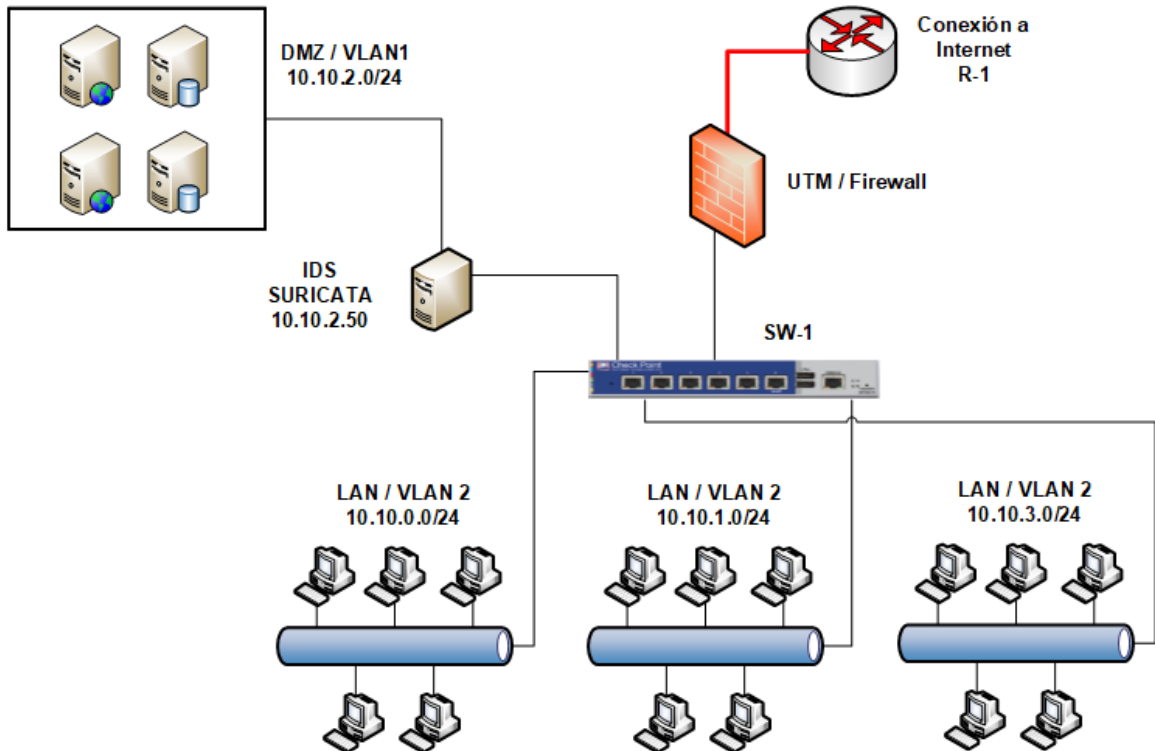 DMZ / VLAN1
10.10.2.0/24
Conexión a
Internet
R-1
UTM / Firewall
IDS
SURICATA
10.10.2.50
SW-1
Check Point
LAN / VLAN 2
10.10.0.0/24
LAN / VLAN 2
10.10.1.0/24
LAN / VLAN 2
10.10.3.0/24